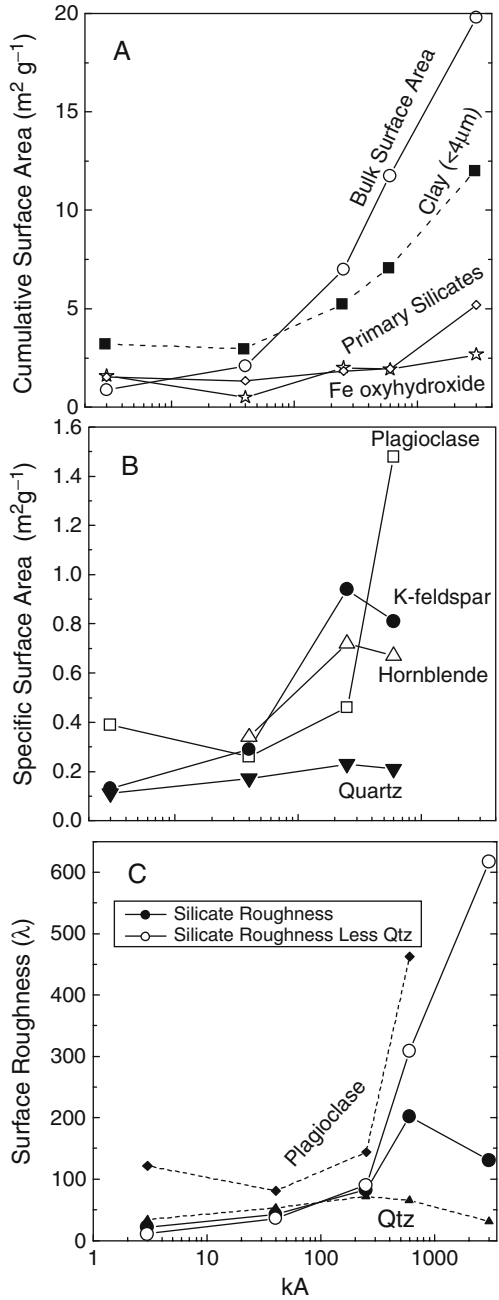 A
Cumulative Surface Area (m² g⁻¹)
20
15
10
5
0
Bulk Surface Area
Clay (<4μm)
Primary Silicates
Fe oxyhydroxide
B
Specific Surface Area (m²g⁻¹)
1.6
1.4
1.2
1.0
0.8
0.6
0.4
0.2
0.0
Plagioclase
K-feldspar
Hornblende
Quartz
C
Surface Roughness (λ)
600
500
400
300
200
100
0
Silicate Roughness
Silicate Roughness Less Qtz
Plagioclase
Qtz
1 10 100 1000
kA